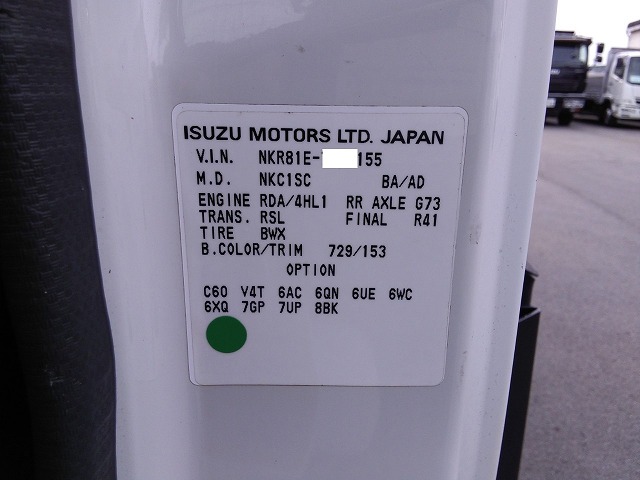 ISUZU MOTORS LTD. JAPAN
V.I.N. NKR81E- 155
M.D. NKC1SC BA/AD
ENGINE RDA/4HL1 RR AXLE G73
TRANS. RSL FINAL R41
TIRE BWX
B.COLOR/TRIM 729/153
OPTION
C60 V4T 6AC 6QN 6UE 6WC
6XQ 7GP 7UP 8BK